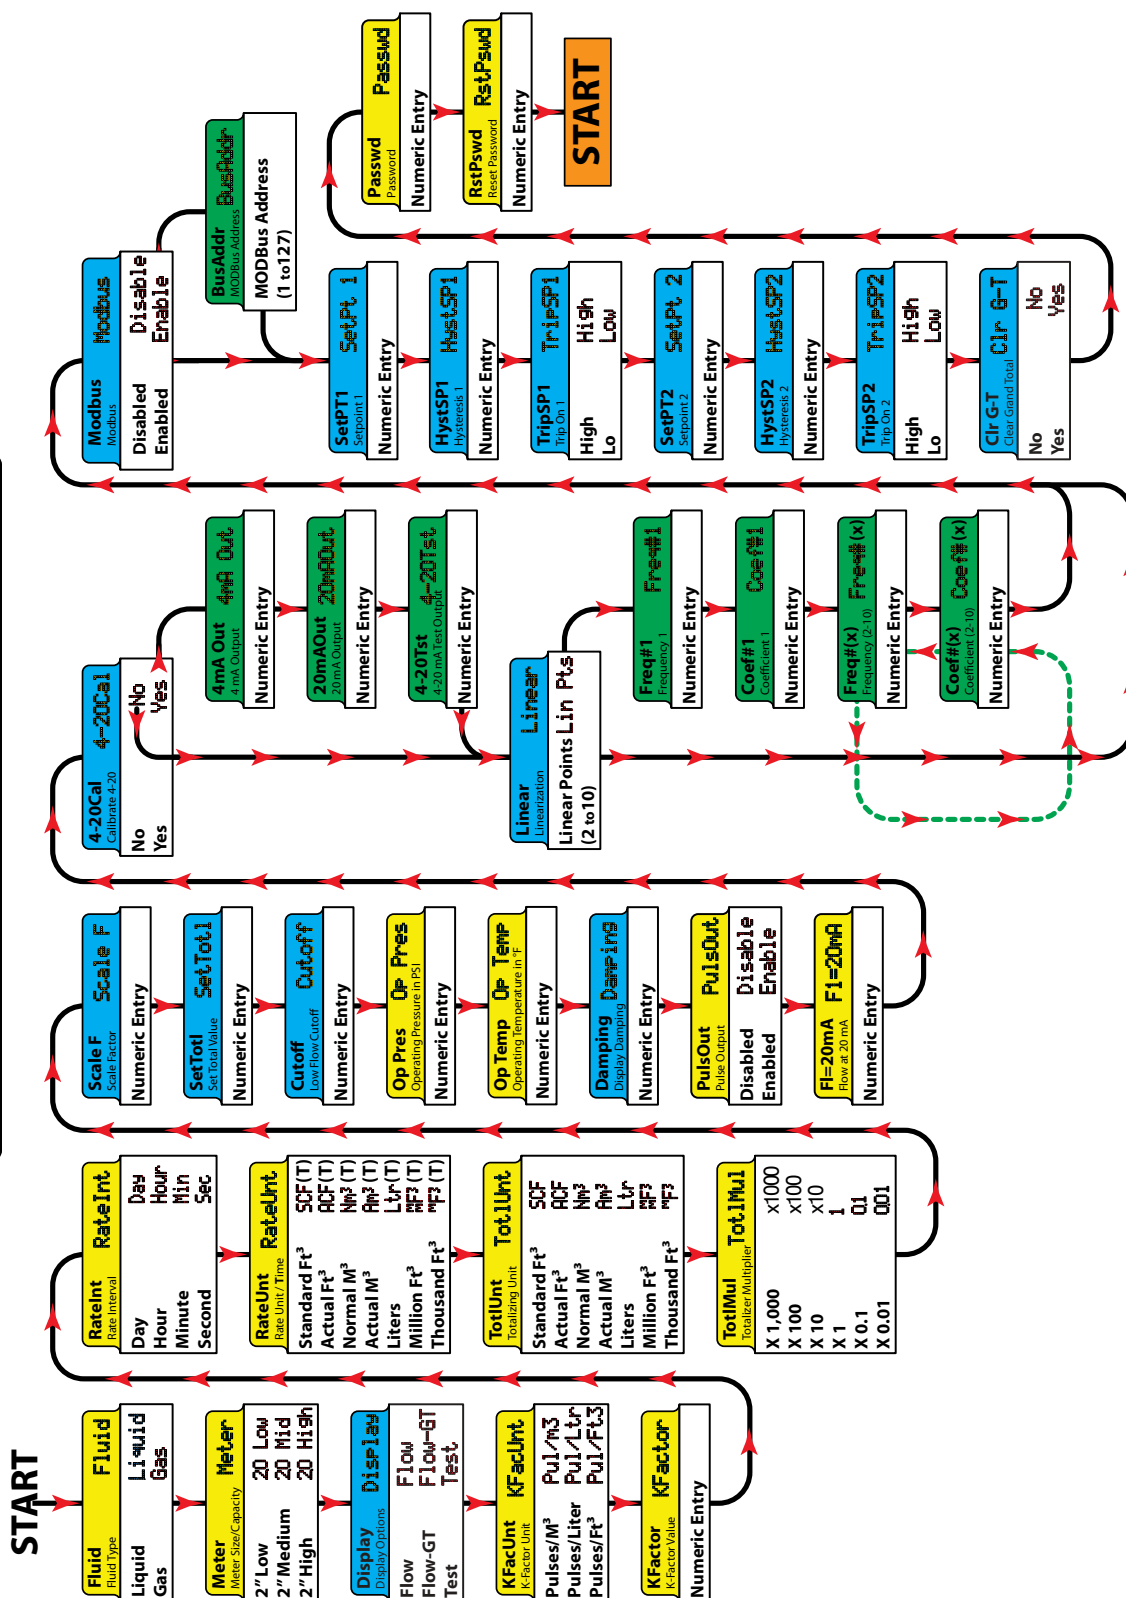 START
Fluid Fluid
Fluid Type
Liquid Liquid
Gas Gas
Meter Meter
Meter Size/Capacity
2" Low 20 Low
2" Medium 20 Mid
2" High 20 High
Display Display
Display Options
Flow Flow
Flow-GT Flow-GT
Test Test
KFacUnt KFacUnt
K-Factor Unit
Pulses/M³ Pul/m3
Pulses/Liter Pul/Ltr
Pulses/Ft³ Pul/Ft3
KFactor KFactor
K-Factor Value
Numeric Entry
RateInt RateInt
Rate Interval
Day Day
Hour Hour
Minute Min
Second Sec
RateUnt RateUnt
Rate Unit / Time
Standard Ft³ SCF(T)
Actual Ft³ ACF(T)
Normal M³ Nm³(T)
Actual M³ Am³(T)
Liters Ltr(T)
Million Ft³ MF³(T)
Thousand Ft³ MF³(T)
TotlUnt TotlUnt
Totalizing Unit
Standard Ft³ SCF
Actual Ft³ ACF
Normal M³ Nm³
Actual M³ Am³
Liters Ltr
Million Ft³ MF³
Thousand Ft³ MF³
TotlMul TotlMul
Totalizer Multiplier
X 1,000 x1000
X 100 x100
X 10 x10
X 1 1
X 0.1 0.1
X 0.01 0.01
Scale F Scale F
Scale Factor
Numeric Entry
SetTotl SetTotl
Set Total Value
Numeric Entry
Cutoff Cutoff
Low Flow Cutoff
Numeric Entry
Op Pres Op Pres
Operating Pressure in PSI
Numeric Entry
Op Temp Op Temp
Operating Temperature in °F
Numeric Entry
Damping Damping
Display Damping
Numeric Entry
PulsOut PulsOut
Pulse Output
Disabled Disable
Enabled Enable
Fl=20mA Fl=20mA
Flow at 20 mA
Numeric Entry
4-20Cal 4-20Cal
Calibrate 4-20
No No
Yes Yes
4mA Out 4mA Out
4 mA Output
Numeric Entry
20mAOut 20mAOut
20 mA Output
Numeric Entry
4-20Tst 4-20Tst
4-20 mA Test Output
Numeric Entry
Linear Linear
Linearization
Linear Points Lin Pts
(2 to 10)
Freq#1 Freq#1
Frequency 1
Numeric Entry
Coef#1 Coef#1
Coefficient 1
Numeric Entry
Freq#(x) Freq#(x)
Frequency (2-10)
Numeric Entry
Coef#(x) Coef#(x)
Coefficient (2-10)
Numeric Entry
Modbus Modbus
Modbus
Disabled Disable
Enabled Enable
BusAddr BusAddr
MODBus Address
MODBus Address
(1 to127)
SetPT1 SetPt 1
Setpoint 1
Numeric Entry
HystSP1 HystSP1
Hysteresis 1
Numeric Entry
TripSP1 TripSP1
Trip On 1
High High
Lo Low
SetPT2 SetPt 2
Setpoint 2
Numeric Entry
HystSP2 HystSP2
Hysteresis 2
Numeric Entry
TripSP2 TripSP2
Trip On 2
High High
Lo Low
Clr G-T Clr G-T
Clear Grand Total
No No
Yes Yes
Passwd Passwd
Password
Numeric Entry
RstPswd RstPswd
Reset Password
Numeric Entry
START